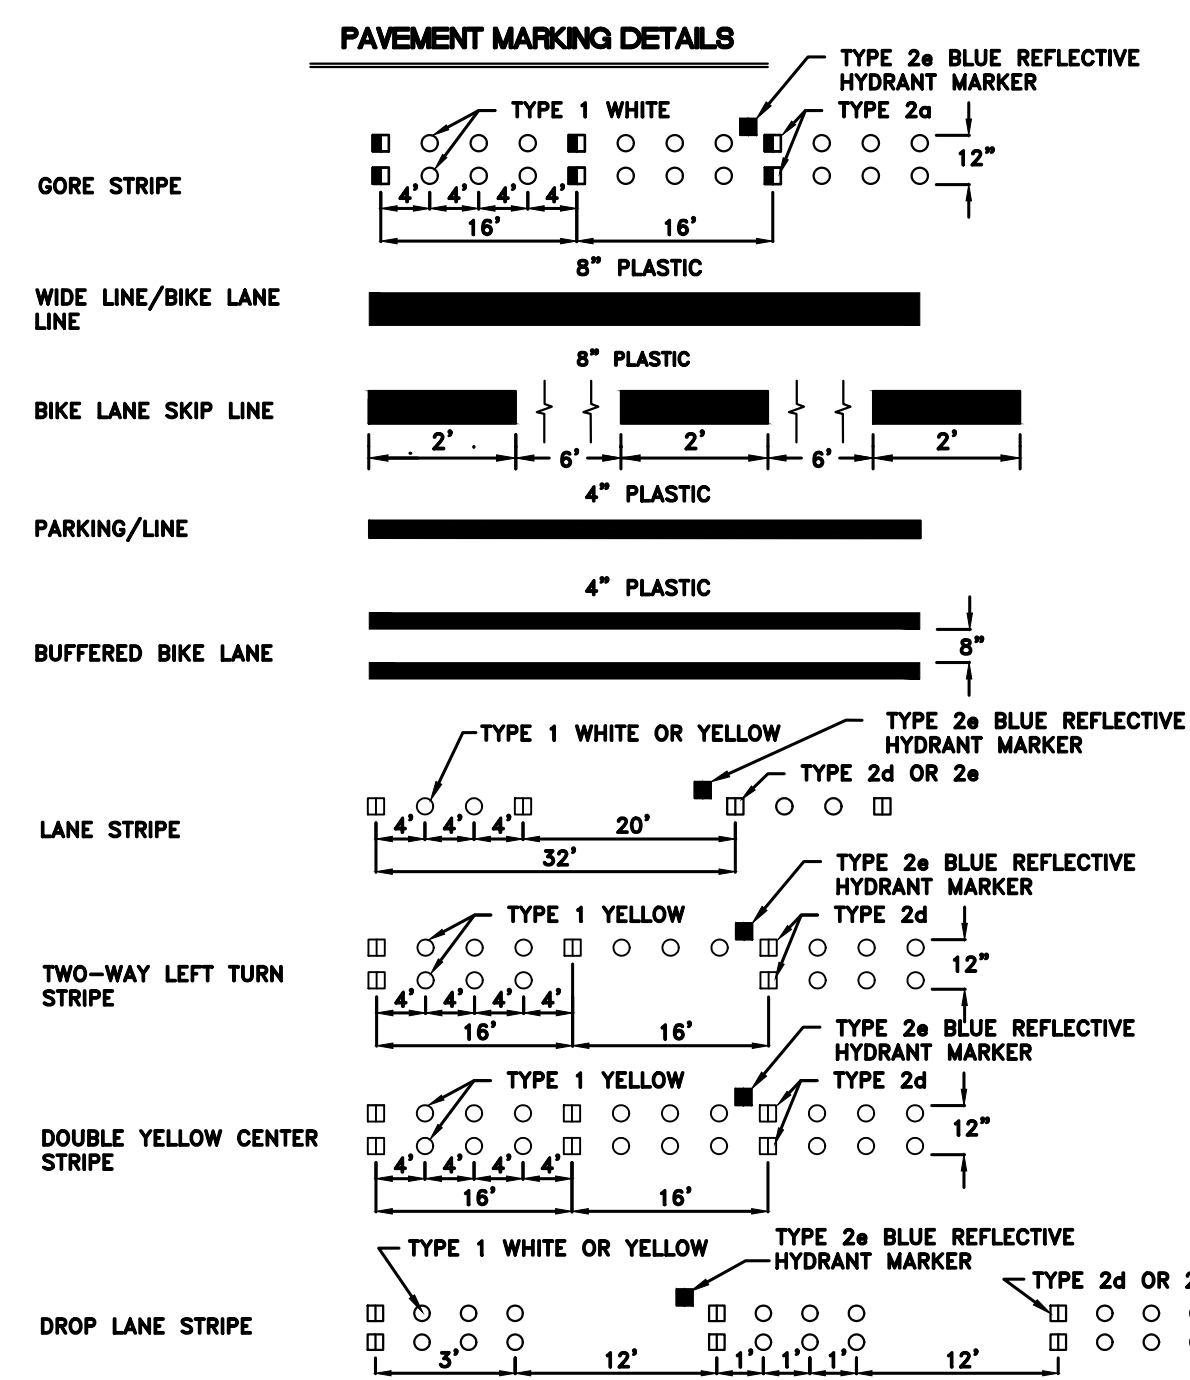 PAVEMENT MARKING DETAILS
TYPE 2e BLUE REFLECTIVE
HYDRANT MARKER
TYPE 1 WHITE
TYPE 2a
12”
GORE STRIPE
4’ 4’ 4’ 4’
16’ 16’
8” PLASTIC
WIDE LINE/BIKE LANE
LINE
8” PLASTIC
BIKE LANE SKIP LINE
2’ 6’ 2’ 6’ 2’
4” PLASTIC
PARKING/LINE
4” PLASTIC
BUFFERED BIKE LANE
8”
TYPE 1 WHITE OR YELLOW
TYPE 2e BLUE REFLECTIVE
HYDRANT MARKER
TYPE 2d OR 2e
LANE STRIPE
4’ 4’ 4’ 20’
32’
TYPE 2e BLUE REFLECTIVE
HYDRANT MARKER
TYPE 1 YELLOW
TYPE 2d
12”
TWO-WAY LEFT TURN
STRIPE
4’ 4’ 4’ 4’
16’ 16’
TYPE 2e BLUE REFLECTIVE
HYDRANT MARKER
TYPE 1 YELLOW
TYPE 2d
12”
DOUBLE YELLOW CENTER
STRIPE
4’ 4’ 4’ 4’
16’ 16’
TYPE 2e BLUE REFLECTIVE
HYDRANT MARKER
TYPE 1 WHITE OR YELLOW
TYPE 2d OR
DROP LANE STRIPE
3’ 12’ 1’ 1’ 1’ 12’